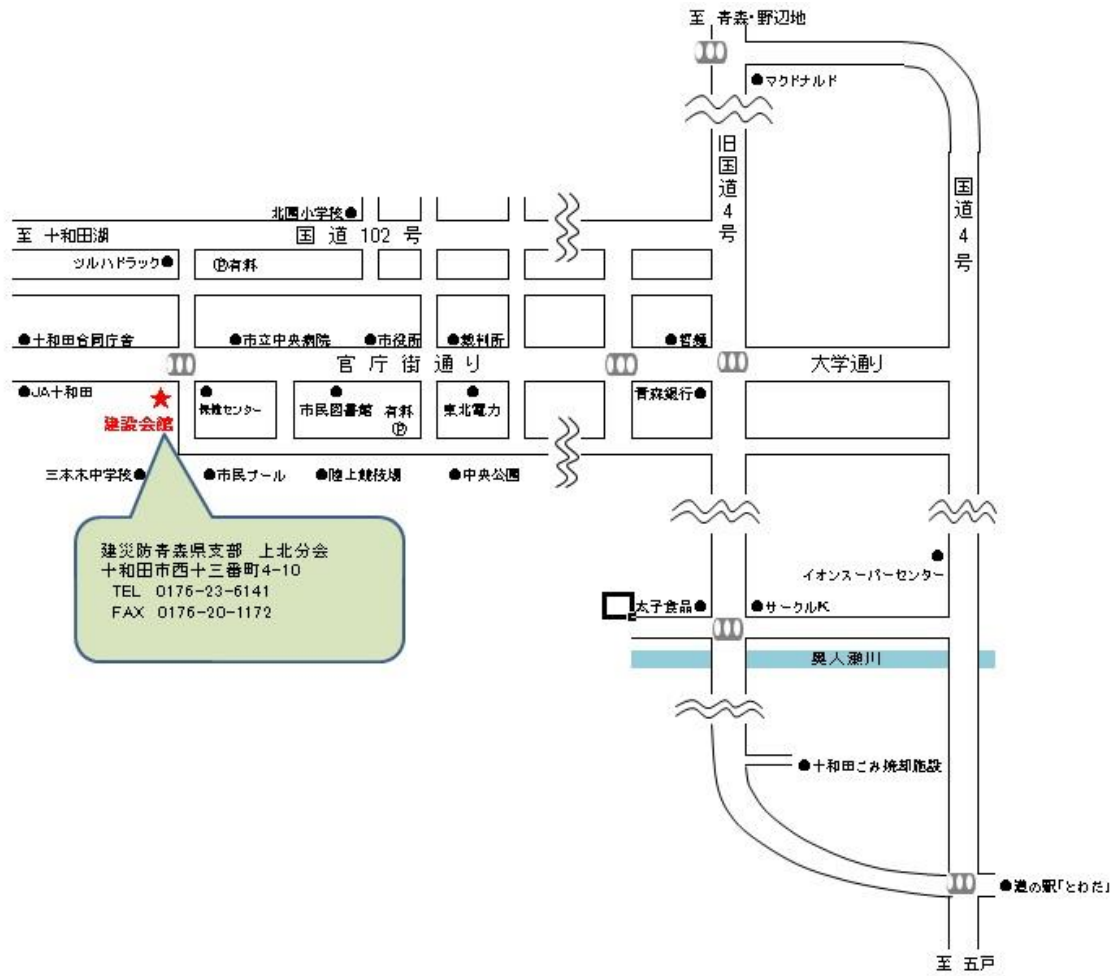 至 青森・野辺地
●マクドナルド
旧国道4号
国道4号
北園小学校●
至 十和田湖
国道102号
ツルハドラック●
Ⓟ有料
●十和田合同庁舎
●市立中央病院
●市役所
●裁判所
●哲麺
官庁街通り
大学通り
●JA十和田
★
建設会館
●
保健センター
●
市民図書館
有料
Ⓟ
●
東北電力
青森銀行●
三本木中学校●
●市民プール
●陸上競技場
●中央公園
建災防青森県支部 上北分会
十和田市西十三番町4-10
TEL 0176-23-6141
FAX 0176-20-1172
●
イオンスーパーセンター
太子食品●
●サークルK
奥入瀬川
●十和田ごみ焼却施設
●道の駅「とわだ」
至 五戸